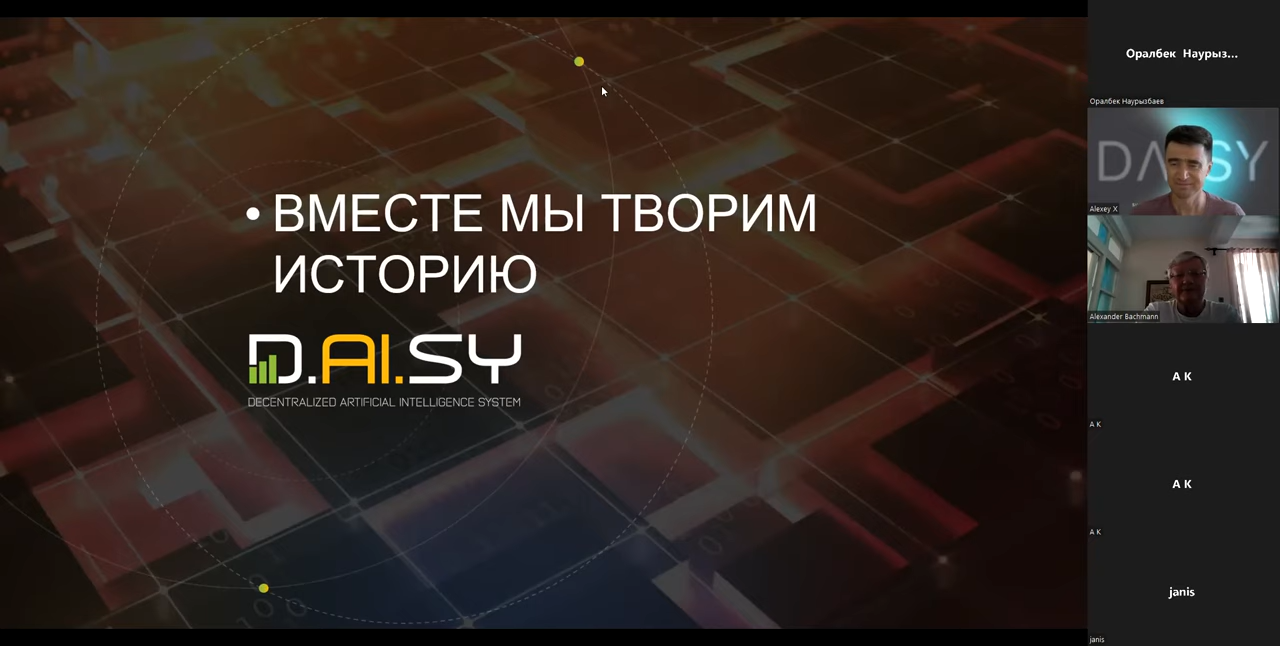 • ВМЕСТЕ МЫ ТВОРИМ
ИСТОРИЮ
D.AI.SY
DECENTRALIZED ARTIFICIAL INTELLIGENCE SYSTEM
Оралбек Наурыз...
Оралбек Наурызбаев
DAISY
Alexey X
Alexander Bachmann
A K
A K
A K
A K
janis
janis